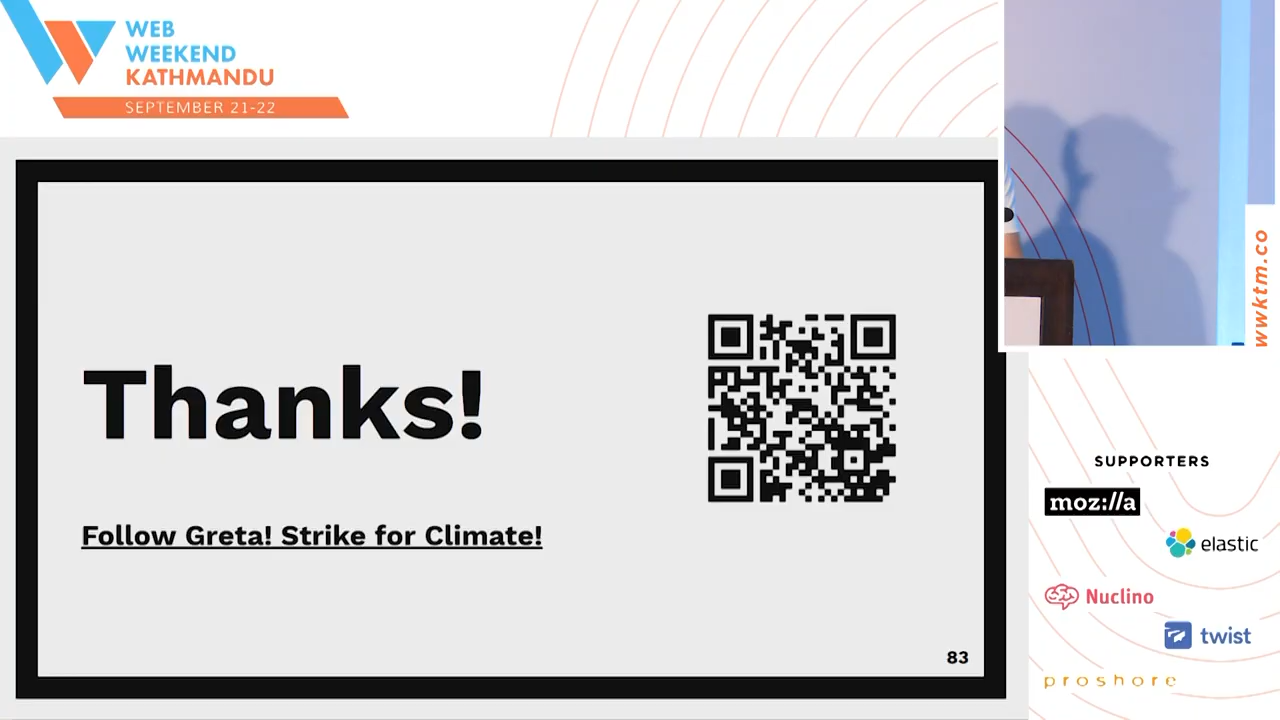 WEB
WEEKEND
KATHMANDU
SEPTEMBER 21-22
wwktm.co
Thanks!
Follow Greta! Strike for Climate!
83
SUPPORTERS
moz://a
elastic
Nuclino
twist
proshore